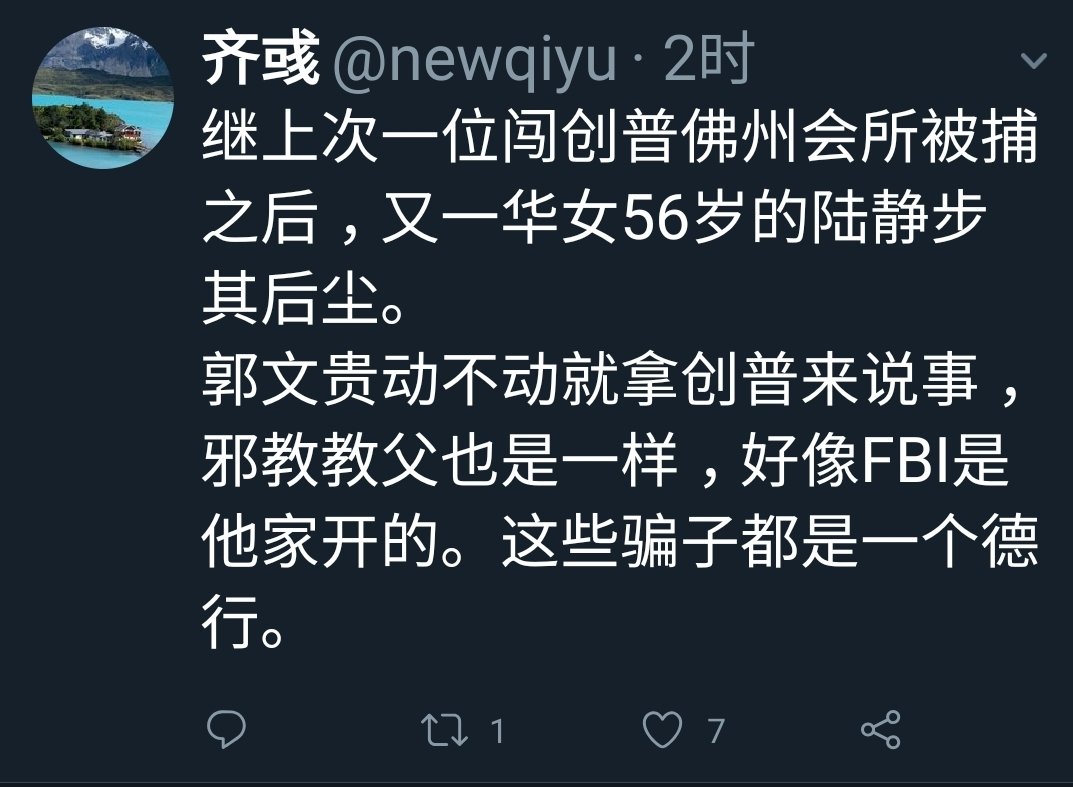 齐彧 @newqiyu · 2时
继上次一位闯创普佛州会所被捕
之后，又一华女56岁的陆静步
其后尘。
郭文贵动不动就拿创普来说事，
邪教教父也是一样，好像FBI是
他家开的。这些骗子都是一个德
行。
1 7